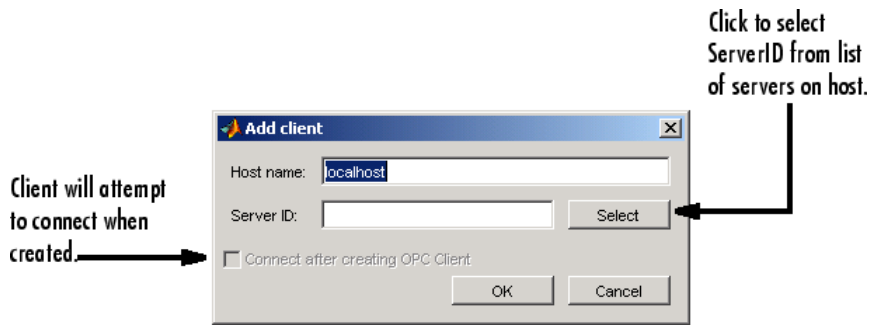 Click to select
ServerID from list
of servers on host.
Add client
Host name: localhost
Client will attempt
to connect when
created.
Server ID: Select
Connect after creating OPC Client
OK Cancel